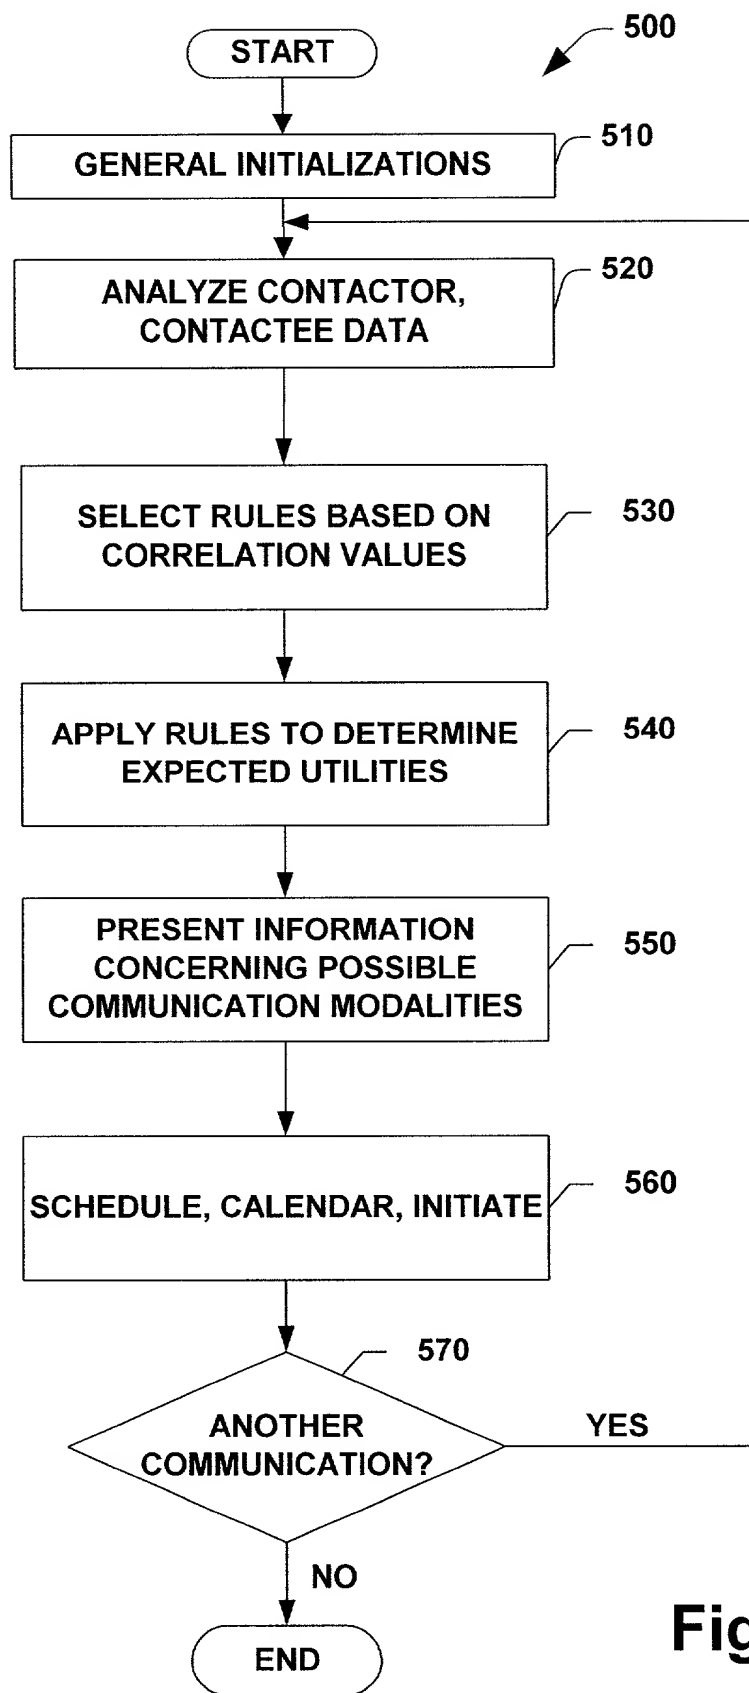 START
500
GENERAL INITIALIZATIONS
510
ANALYZE CONTACTOR,
CONTACTEE DATA
520
SELECT RULES BASED ON
CORRELATION VALUES
530
APPLY RULES TO DETERMINE
EXPECTED UTILITIES
540
PRESENT INFORMATION
CONCERNING POSSIBLE
COMMUNICATION MODALITIES
550
SCHEDULE, CALENDAR, INITIATE
560
570
ANOTHER
COMMUNICATION?
YES
NO
END
Fig